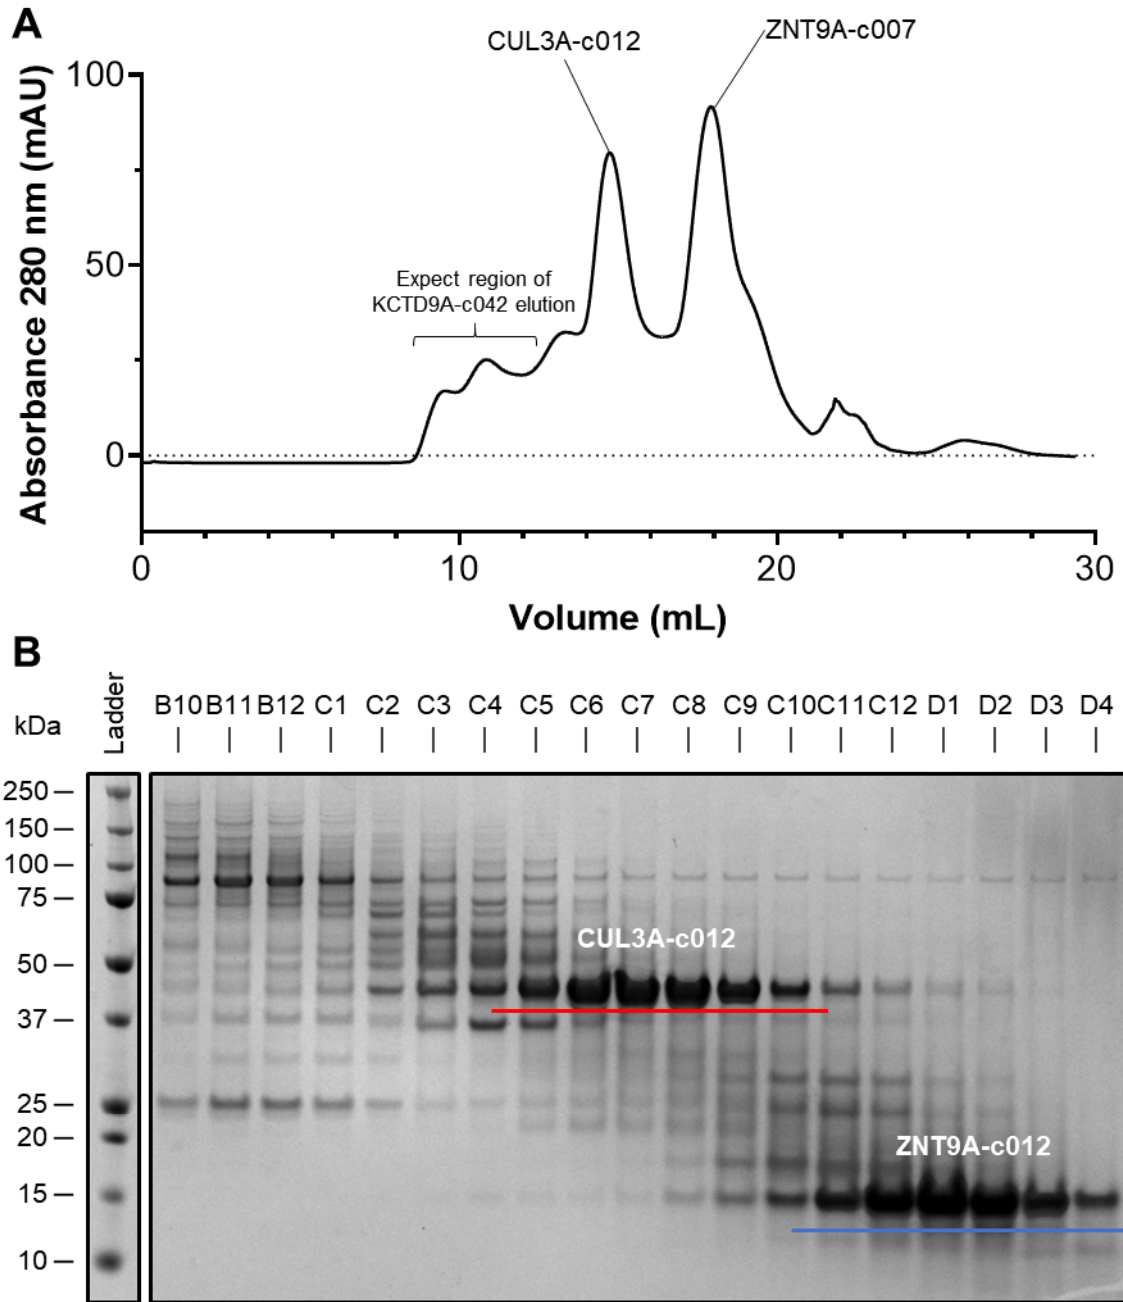 A
CUL3A-c012
ZNT9A-c007
100
50
0
Absorbance 280 nm (mAU)
Expect region of
KCTD9A-c042 elution
0 10 20 30
Volume (mL)
B
kDa
Ladder
B10 B11 B12 C1 C2 C3 C4 C5 C6 C7 C8 C9 C10 C11 C12 D1 D2 D3 D4
250
150
100
75
50
CUL3A-c012
37
25
20
ZNT9A-c012
15
10